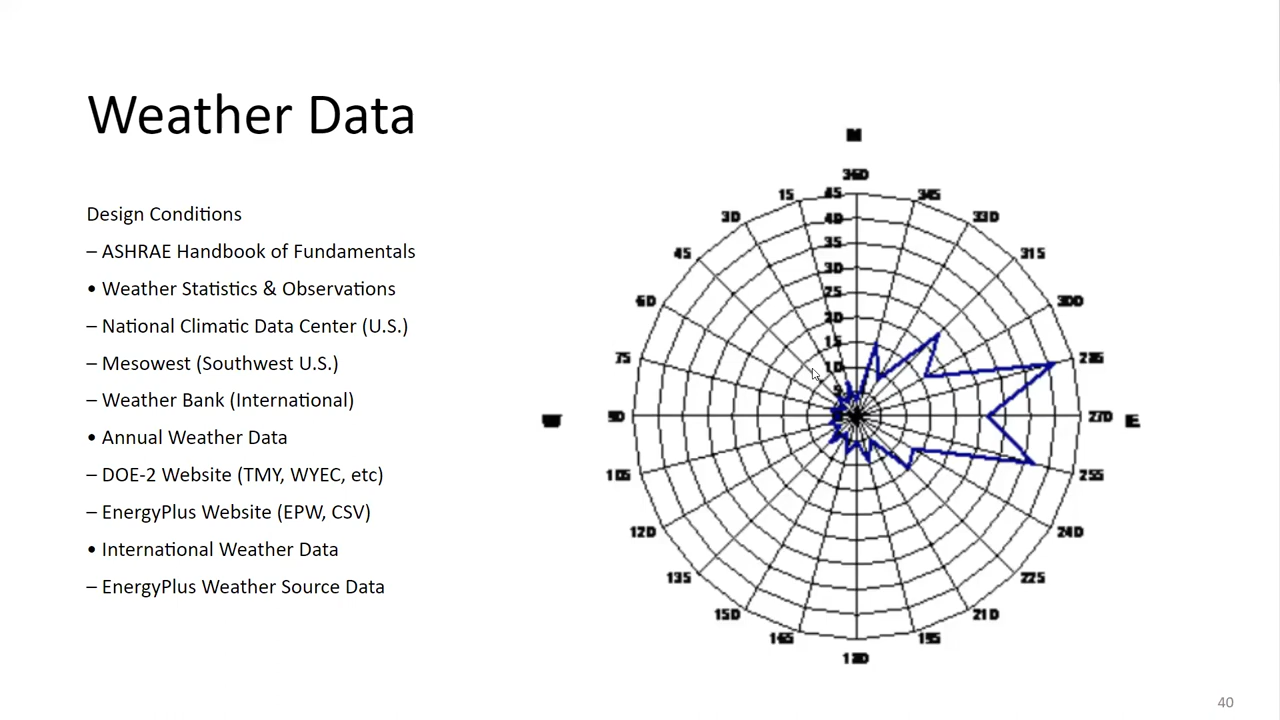 Weather Data
Design Conditions
– ASHRAE Handbook of Fundamentals
• Weather Statistics & Observations
– National Climatic Data Center (U.S.)
– Mesowest (Southwest U.S.)
– Weather Bank (International)
• Annual Weather Data
– DOE-2 Website (TMY, WYEC, etc)
– EnergyPlus Website (EPW, CSV)
• International Weather Data
– EnergyPlus Weather Source Data
N
360
15 45 345
30 40 330
35
45 315
30
25
60 300
20
15
75 285
10
5
W 90 270 E
105 255
120 240
135 225
150 210
165 195
180
40